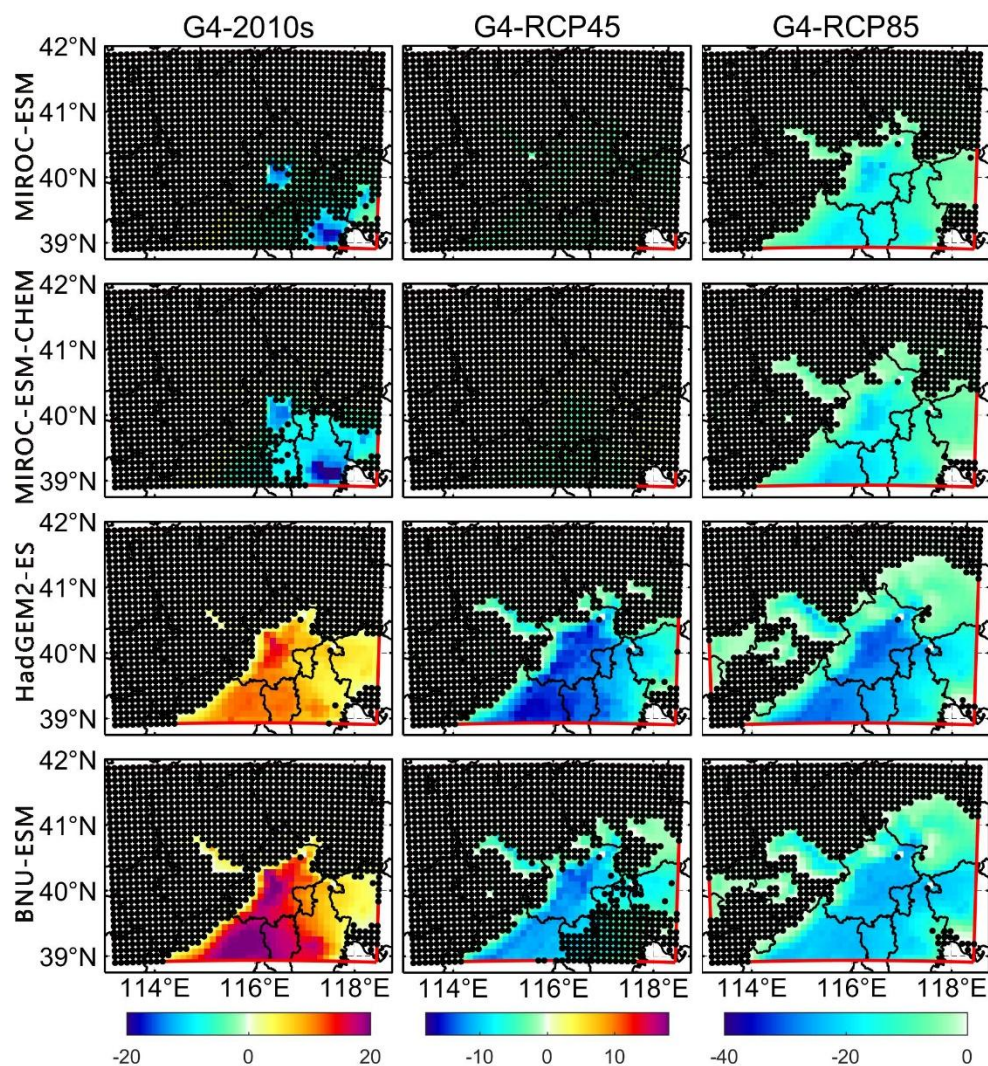 G4-2010s G4-RCP45 G4-RCP85
MIROC-ESM
42°N
41°N
40°N
39°N
MIROC-ESM-CHEM
42°N
41°N
40°N
39°N
HadGEM2-ES
42°N
41°N
40°N
39°N
BNU-ESM
42°N
41°N
40°N
39°N
114°E 116°E 118°E 114°E 116°E 118°E 114°E 116°E 118°E
-20 0 20 -10 0 10 -40 -20 0